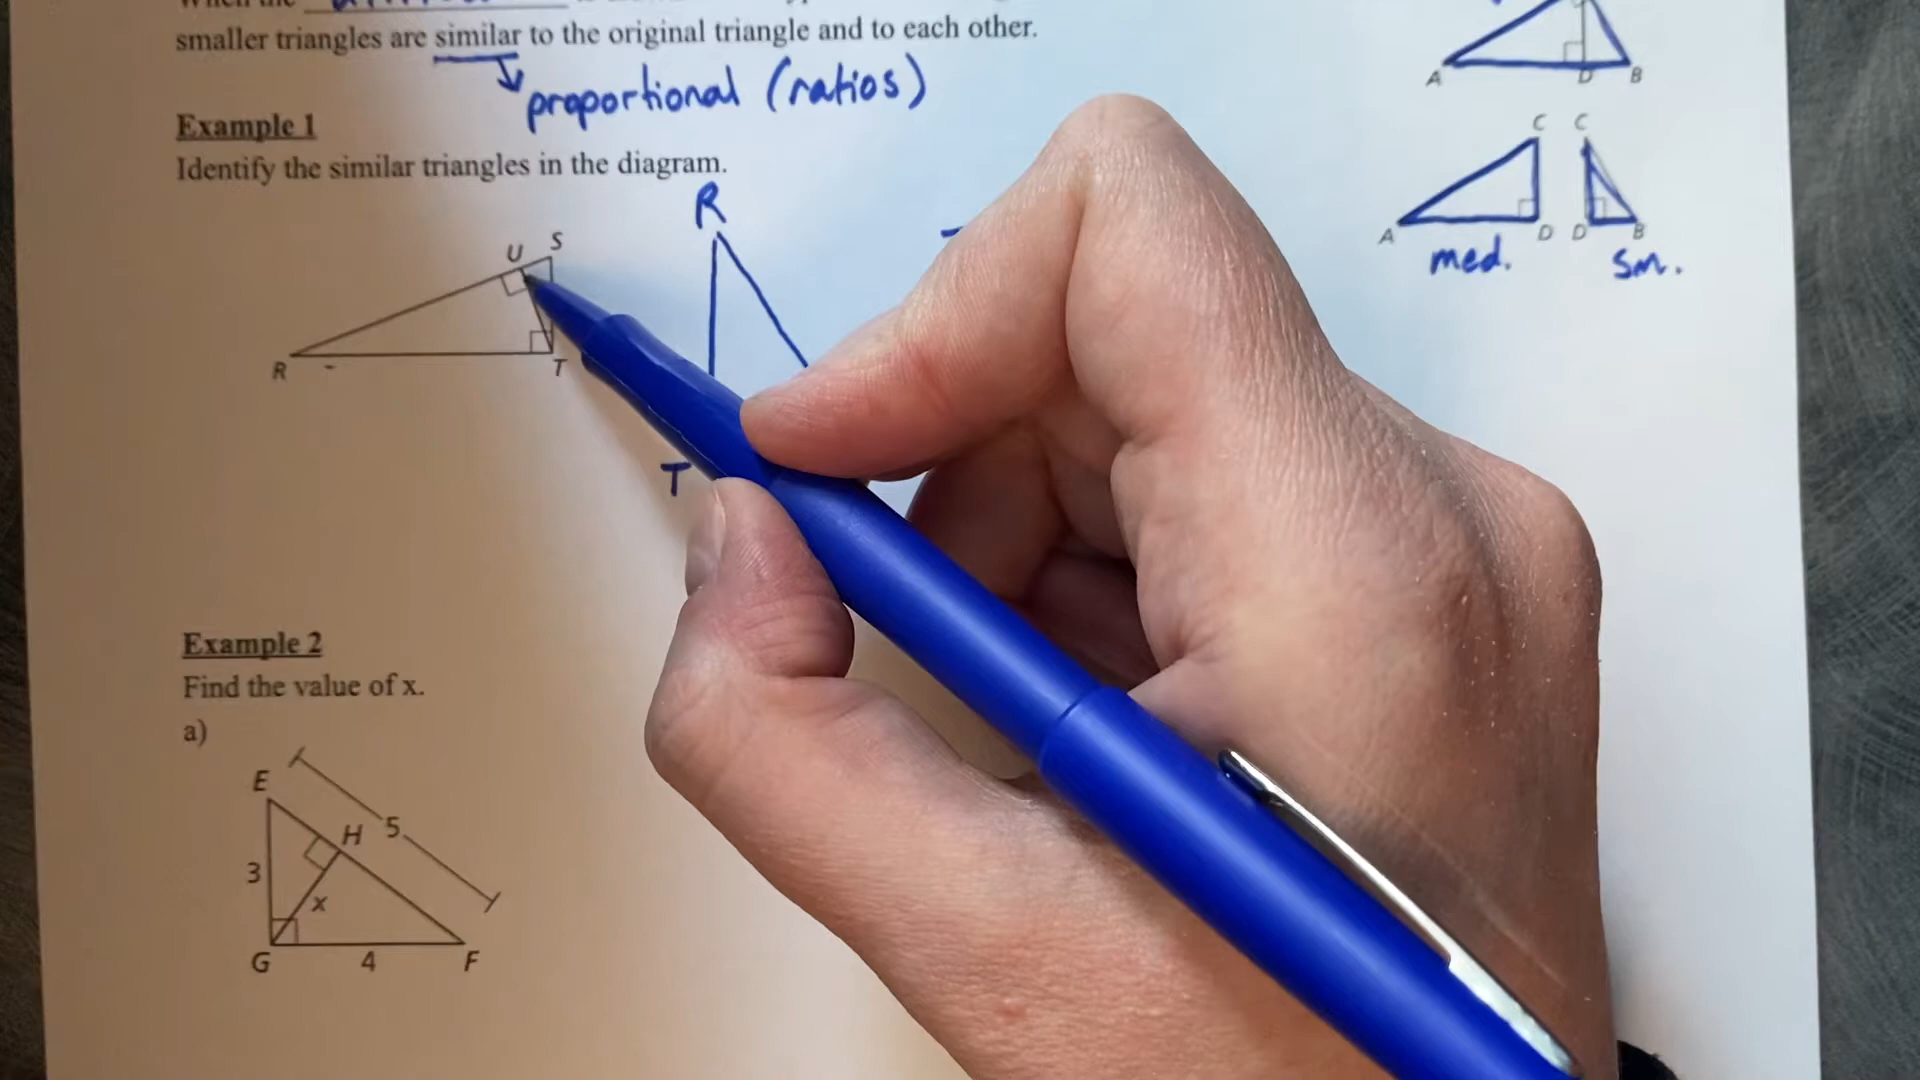 smaller triangles are similar to the original triangle and to each other.
proportional (ratios)
Example 1
Identify the similar triangles in the diagram.
R
U
S
R
T
T
A
D
B
C
C
A
D
D
B
med.
sm.
Example 2
Find the value of x.
a)
E
H
5
3
x
G
4
F